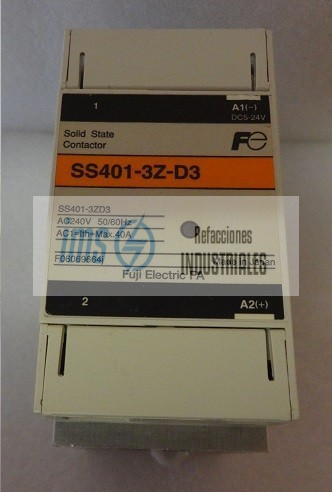 1
A1(-)
DC5-24V
Solid State
Contactor
Fe
SS401-3Z-D3
SS401-3ZD3
AC240V 50/60Hz
AC1=Ith=Max.40A
Refacciones
INDUSTRIALES
Made in Japan
Fuji Electric FA
2
A2(+)